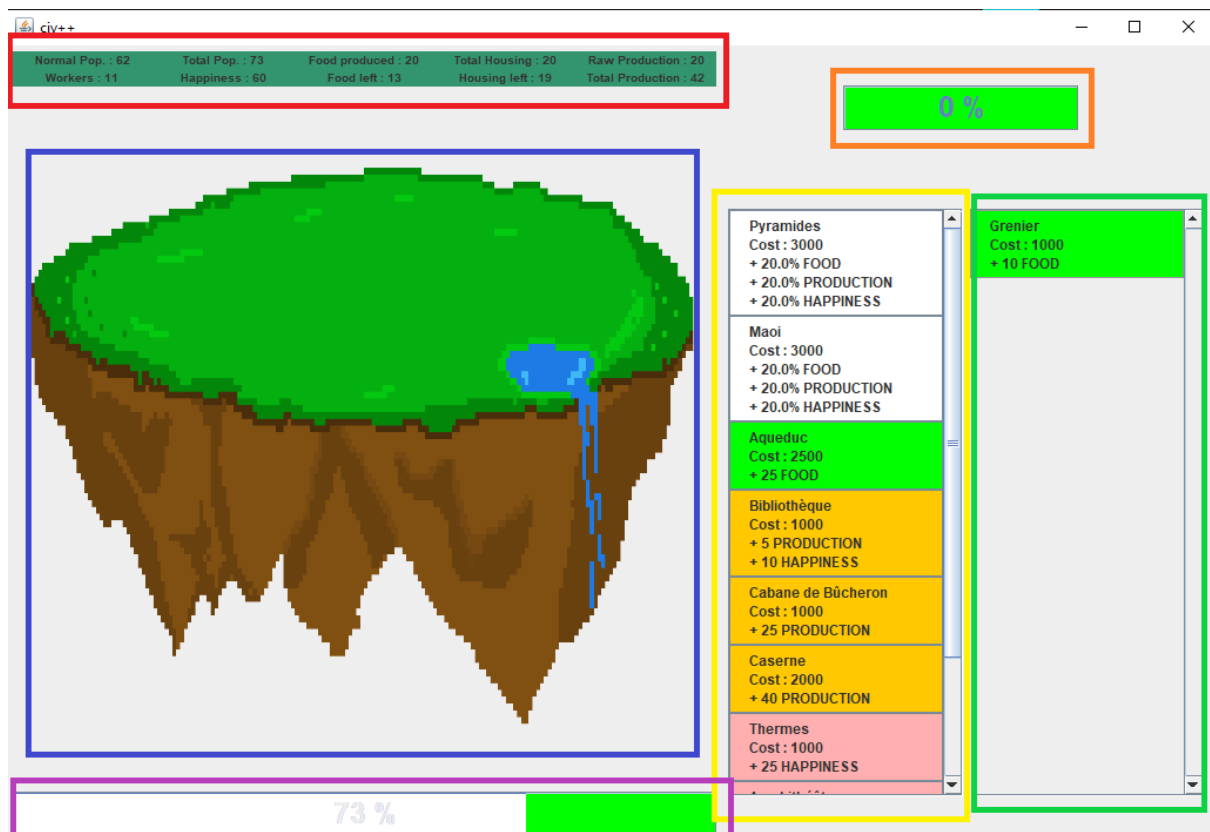 civ++
Normal Pop. : 62 Total Pop. : 73 Food produced : 20 Total Housing : 20 Raw Production : 20
Workers : 11 Happiness : 60 Food left : 13 Housing left : 19 Total Production : 42
0 %
Pyramides
Cost : 3000
+ 20.0% FOOD
+ 20.0% PRODUCTION
+ 20.0% HAPPINESS
Maoi
Cost : 3000
+ 20.0% FOOD
+ 20.0% PRODUCTION
+ 20.0% HAPPINESS
Aqueduc
Cost : 2500
+ 25 FOOD
Bibliothèque
Cost : 1000
+ 5 PRODUCTION
+ 10 HAPPINESS
Cabane de Bûcheron
Cost : 1000
+ 25 PRODUCTION
Caserne
Cost : 2000
+ 40 PRODUCTION
Thermes
Cost : 1000
+ 25 HAPPINESS
Grenier
Cost : 1000
+ 10 FOOD
73 %